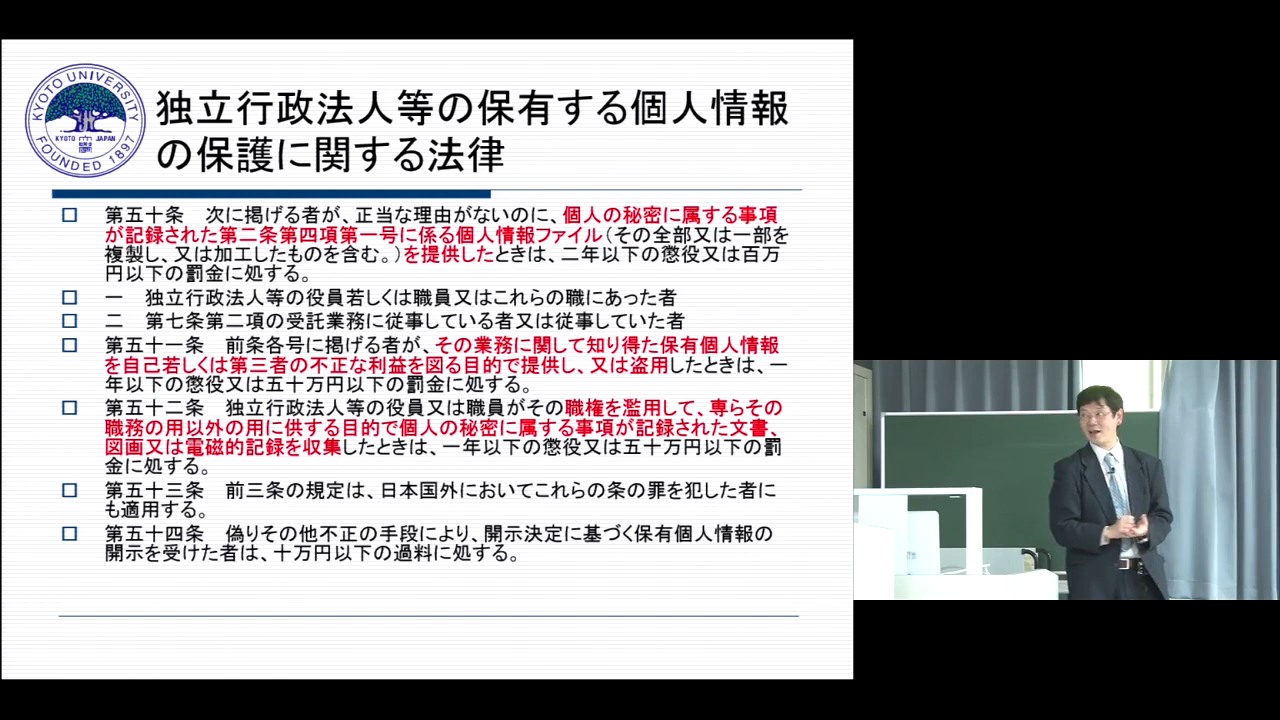 KYOTO UNIVERSITY
KYOTO JAPAN
FOUNDED 1897
独立行政法人等の保有する個人情報
の保護に関する法律
第五十条　次に掲げる者が、正当な理由がないのに、個人の秘密に属する事項
が記録された第二条第四項第一号に係る個人情報ファイル（その全部又は一部を
複製し、又は加工したものを含む。）を提供したときは、二年以下の懲役又は百万
円以下の罰金に処する。
一　独立行政法人等の役員若しくは職員又はこれらの職にあった者
二　第七条第二項の受託業務に従事している者又は従事していた者
第五十一条　前条各号に掲げる者が、その業務に関して知り得た保有個人情報
を自己若しくは第三者の不正な利益を図る目的で提供し、又は盗用したときは、一
年以下の懲役又は五十万円以下の罰金に処する。
第五十二条　独立行政法人等の役員又は職員がその職権を濫用して、専らその
職務の用以外の用に供する目的で個人の秘密に属する事項が記録された文書、
図画又は電磁的記録を収集したときは、一年以下の懲役又は五十万円以下の罰
金に処する。
第五十三条　前三条の規定は、日本国外においてこれらの条の罪を犯した者に
も適用する。
第五十四条　偽りその他不正の手段により、開示決定に基づく保有個人情報の
開示を受けた者は、十万円以下の過料に処する。